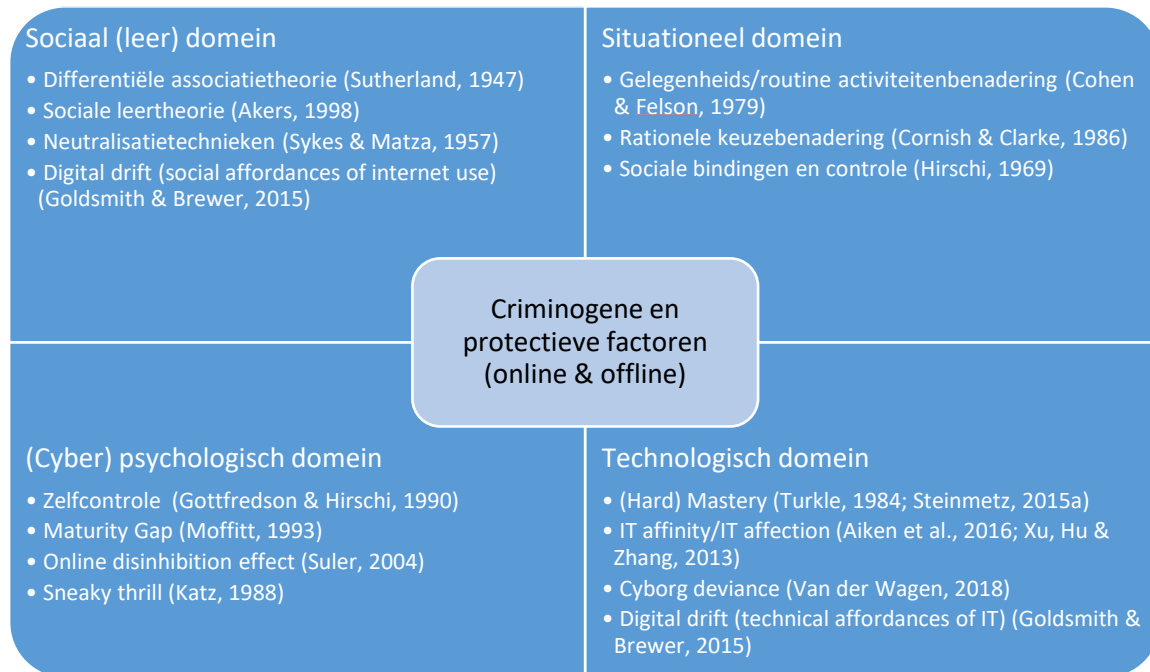 Sociaal (leer) domein
• Differentiële associatietheorie (Sutherland, 1947)
• Sociale leertheorie (Akers, 1998)
• Neutralisatietechnieken (Sykes & Matza, 1957)
• Digital drift (social affordances of internet use)
(Goldsmith & Brewer, 2015)
Situationeel domein
• Gelegenheids/routine activiteitenbenadering (Cohen
& Felson, 1979)
• Rationele keuzebenadering (Cornish & Clarke, 1986)
• Sociale bindingen en controle (Hirschi, 1969)
Criminogene en
protectieve factoren
(online & offline)
(Cyber) psychologisch domein
• Zelfcontrole (Gottfredson & Hirschi, 1990)
• Maturity Gap (Moffitt, 1993)
• Online disinhibition effect (Suler, 2004)
• Sneaky thrill (Katz, 1988)
Technologisch domein
• (Hard) Mastery (Turkle, 1984; Steinmetz, 2015a)
• IT affinity/IT affection (Aiken et al., 2016; Xu, Hu &
Zhang, 2013)
• Cyborg deviance (Van der Wagen, 2018)
• Digital drift (technical affordances of IT) (Goldsmith &
Brewer, 2015)